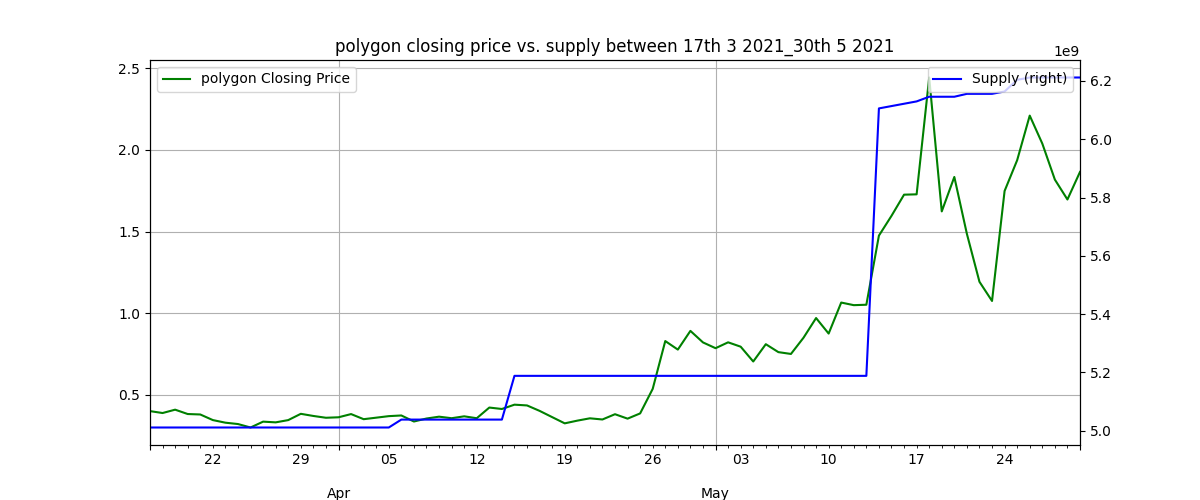 polygon closing price vs. supply between 17th 3 2021_30th 5 2021
1e9
polygon Closing Price
Supply (right)
2.5
2.0
1.5
1.0
0.5
6.2
6.0
5.8
5.6
5.4
5.2
5.0
22 29 05 12 19 26 03 10 17 24
Apr May